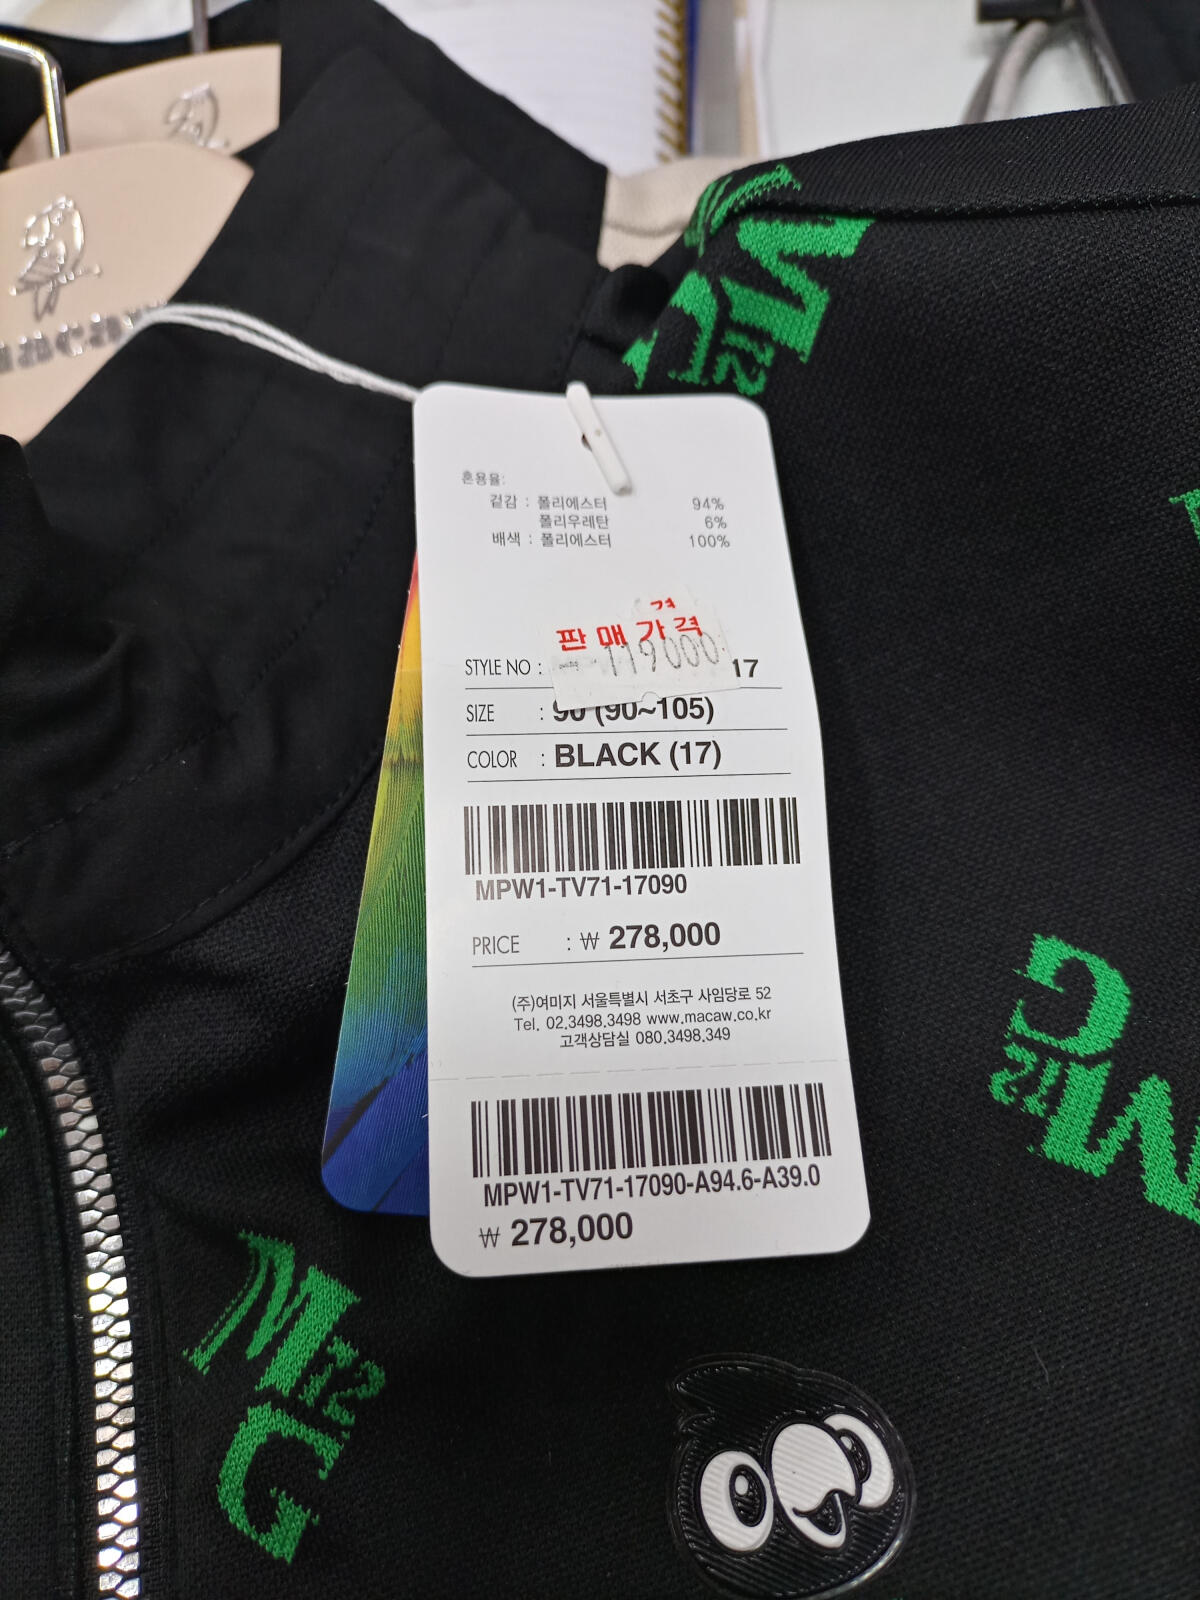 혼용율:
겉감 : 폴리에스터 94%
폴리우레탄 6%
배색 : 폴리에스터 100%
격
판매가격
119000
STYLE NO : 17
SIZE : 90 (90~105)
COLOR : BLACK (17)
MPW1-TV71-17090
PRICE : ₩ 278,000
(주)여미지 서울특별시 서초구 사임당로 52
Tel. 02.3498.3498 www.macaw.co.kr
고객상담실 080.3498.349
MPW1-TV71-17090-A94.6-A39.0
₩ 278,000
M12G
M12G
M12G